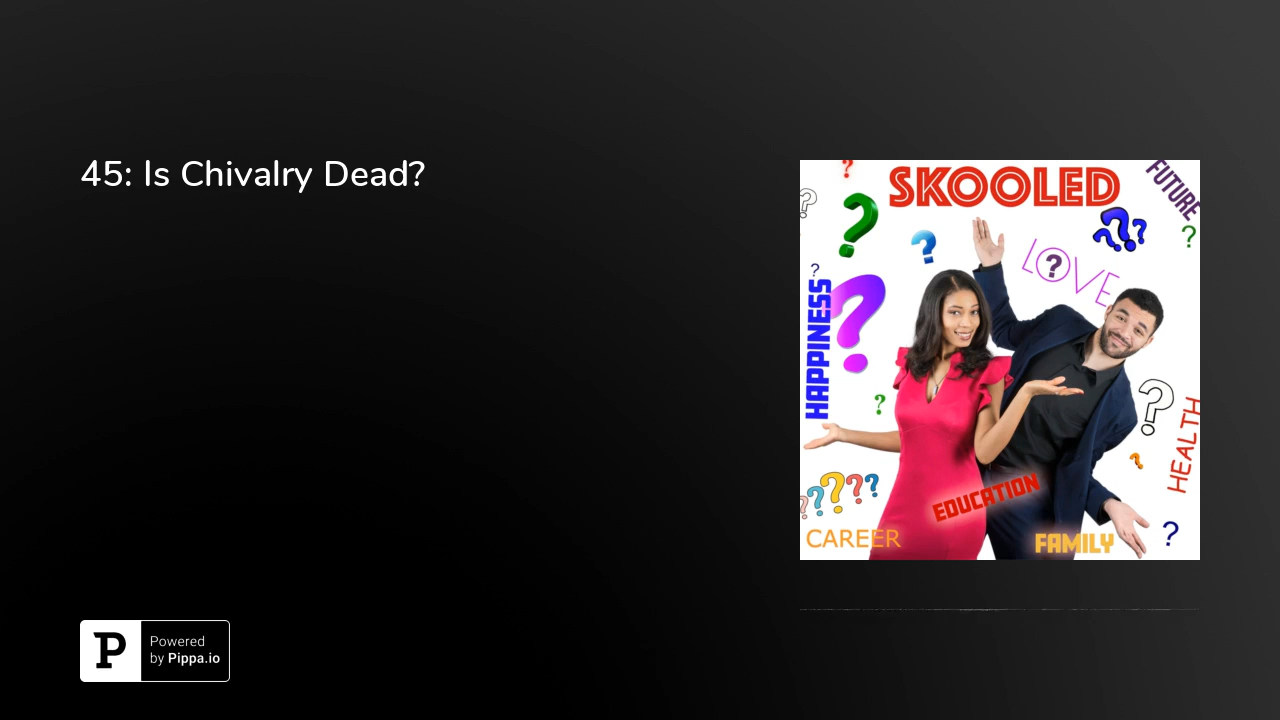 45: Is Chivalry Dead?
SKOOLED
FUTURE
?
?
?
?
?
?
LOVE
?
?
?
HAPPINESS
?
?
?
HEALTH
?
?????
EDUCATION
CAREER
FAMILY
?
P
Powered
by Pippa.io